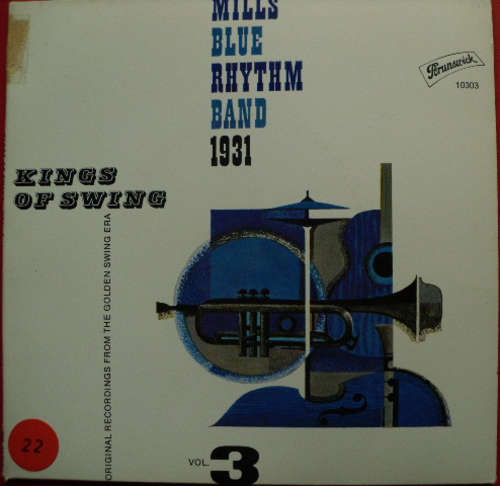 MILLS
BLUE
RHYTHM
BAND
1931
Brunswick
10303
KINGS
OF SWING
ORIGINAL RECORDINGS FROM THE GOLDEN SWING ERA
22
VOL. 3